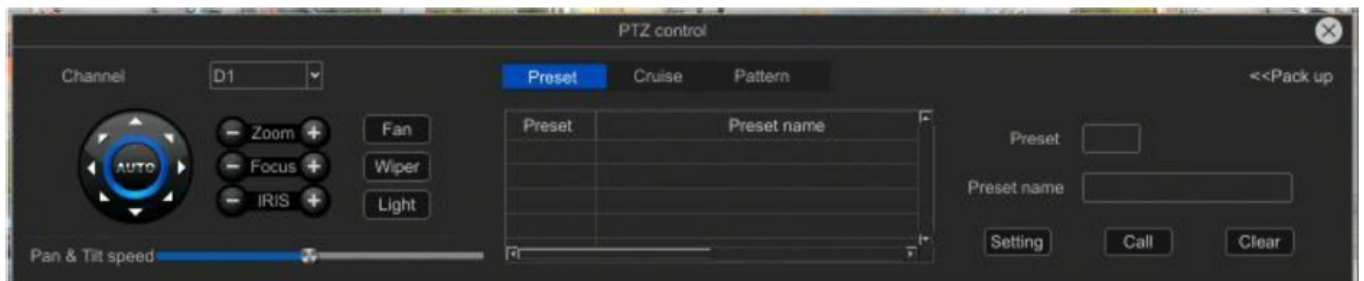 PTZ control
Channel D1 Preset Cruise Pattern <<Pack up
Preset Preset name
Zoom Fan
AUTO Focus Wiper
IRIS Light
Preset
Preset name
Setting Call Clear
Pan & Tilt speed